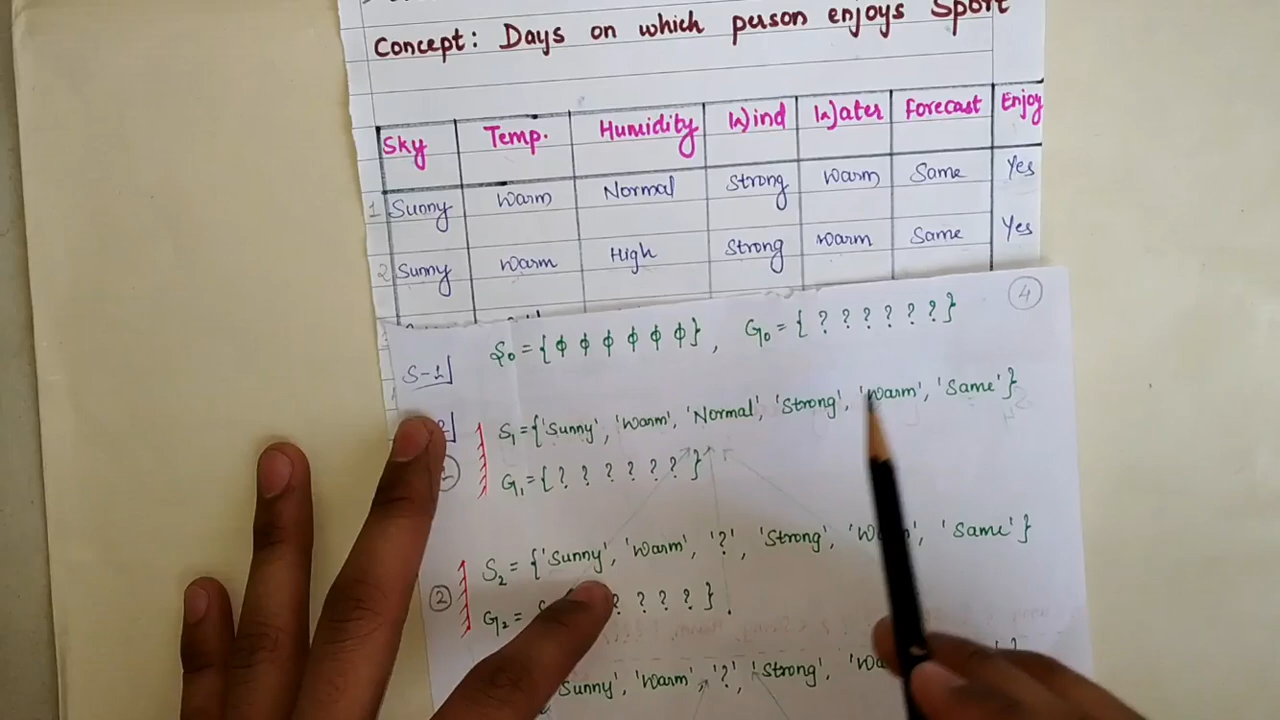 Concept: Days on which person enjoys Sport
Sky Temp. Humidity Wind Water Forecast Enjoy
1 Sunny Warm Normal Strong Warm Same Yes
2 Sunny Warm High Strong Warm Same Yes
4
S-1 S₀ = {ϕ ϕ ϕ ϕ ϕ ϕ}, G₀ = { ? ? ? ? ? ? }
S₁ = {'Sunny', 'Warm', 'Normal', 'Strong', 'Warm', 'Same'}
G₁ = { ? ? ? ? ? ? }
S₂ = {'Sunny', 'Warm', '?', 'Strong', 'Same'}
② G₂ = ? ? ? ? }
Sunny', 'Warm', '?', 'Strong',